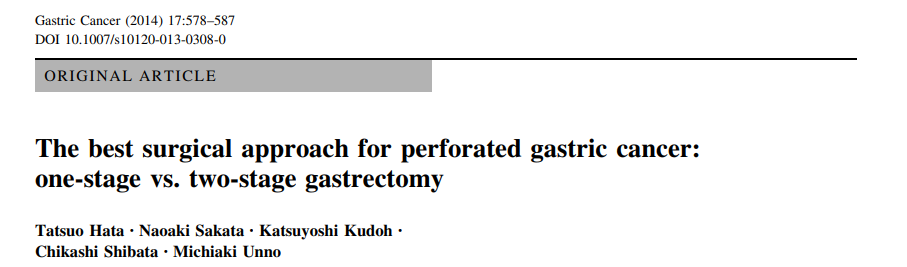 Gastric Cancer (2014) 17:578–587
DOI 10.1007/s10120-013-0308-0
ORIGINAL ARTICLE
The best surgical approach for perforated gastric cancer:
one-stage vs. two-stage gastrectomy
Tatsuo Hata · Naoaki Sakata · Katsuyoshi Kudoh ·
Chikashi Shibata · Michiaki Unno